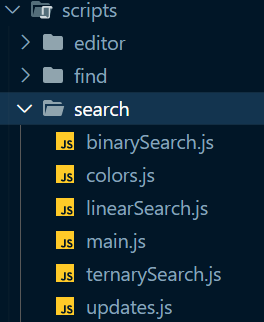 scripts
editor
find
search
JS binarySearch.js
JS colors.js
JS linearSearch.js
JS main.js
JS ternarySearch.js
JS updates.js